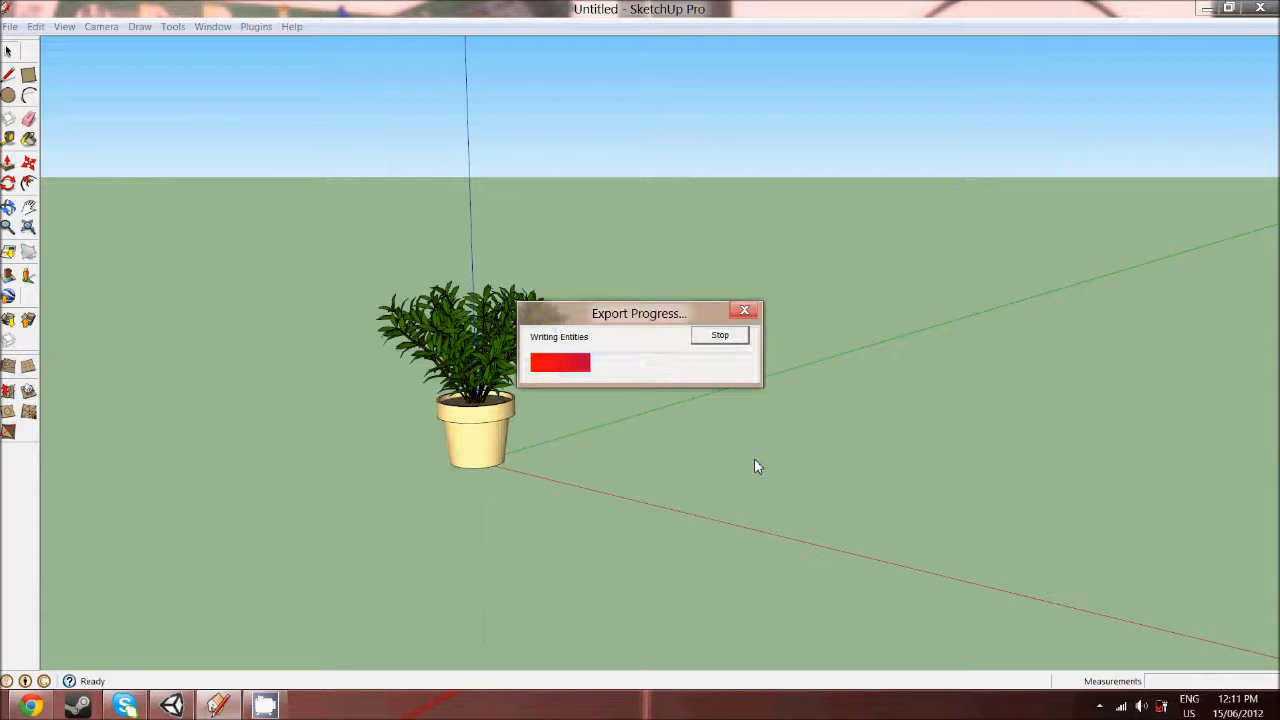 Untitled - SketchUp Pro
File Edit View Camera Draw Tools Window Plugins Help
Export Progress...
Writing Entities
Stop
Ready
Measurements
ENG
US
12:11 PM
15/06/2012